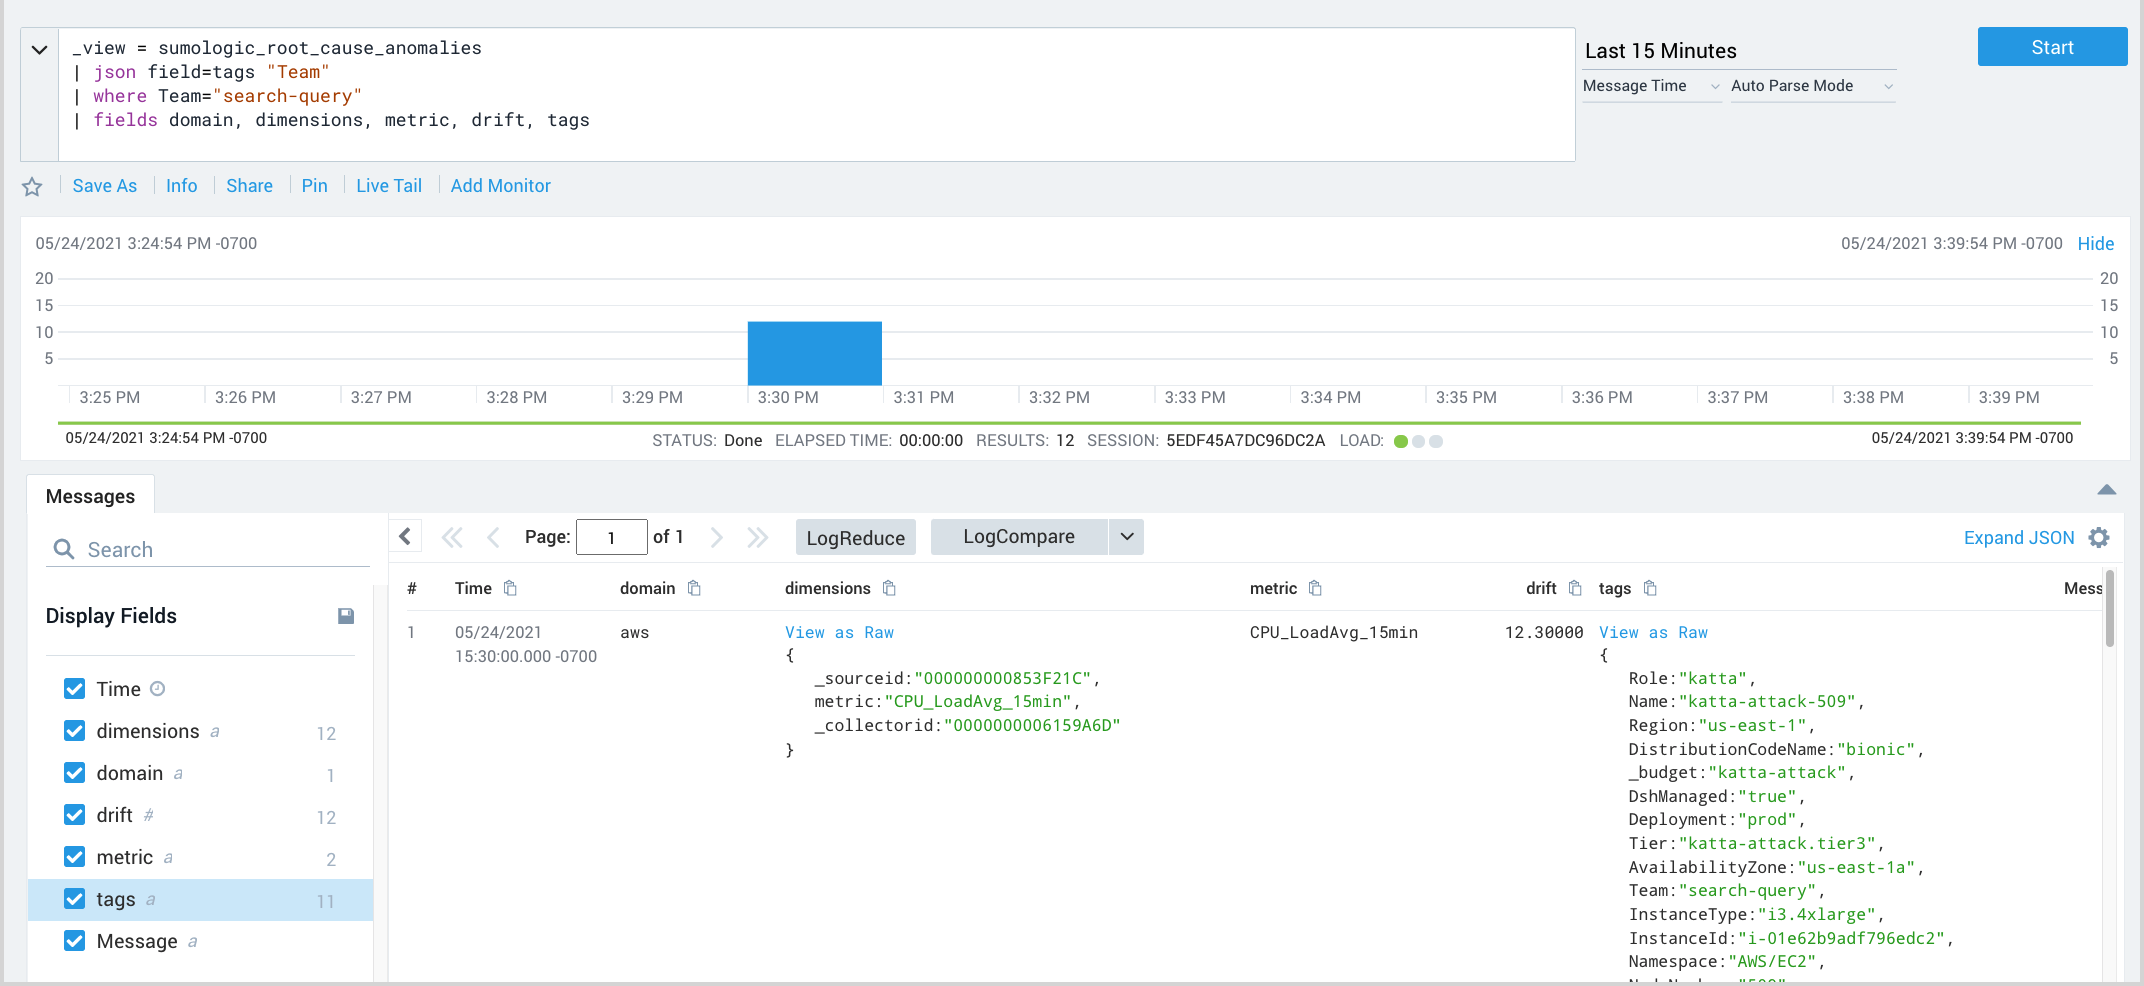 _view = sumologic_root_cause_anomalies
| json field=tags "Team"
| where Team="search-query"
| fields domain, dimensions, metric, drift, tags
Last 15 Minutes
Start
Message Time
Auto Parse Mode
Save As
Info
Share
Pin
Live Tail
Add Monitor
05/24/2021 3:24:54 PM -0700
05/24/2021 3:39:54 PM -0700 Hide
20 20
15 15
10 10
5 5
3:25 PM 3:26 PM 3:27 PM 3:28 PM 3:29 PM 3:30 PM 3:31 PM 3:32 PM 3:33 PM 3:34 PM 3:35 PM 3:36 PM 3:37 PM 3:38 PM 3:39 PM
05/24/2021 3:24:54 PM -0700
STATUS: Done ELAPSED TIME: 00:00:00 RESULTS: 12 SESSION: 5EDF45A7DC96DC2A LOAD:
05/24/2021 3:39:54 PM -0700
Messages
Search
Display Fields
Time
dimensions a 12
domain a 1
drift # 12
metric a 2
tags a 11
Message a
Page: 1 of 1
LogReduce
LogCompare
Expand JSON
# Time domain dimensions metric drift tags Mess
1
05/24/2021
15:30:00.000 -0700
aws
View as Raw
{
_sourceid:"000000000853F21C",
metric:"CPU_LoadAvg_15min",
_collectorid:"0000000006159A6D"
}
CPU_LoadAvg_15min
12.30000
View as Raw
{
Role:"katta",
Name:"katta-attack-509",
Region:"us-east-1",
DistributionCodeName:"bionic",
_budget:"katta-attack",
DshManaged:"true",
Deployment:"prod",
Tier:"katta-attack.tier3",
AvailabilityZone:"us-east-1a",
Team:"search-query",
InstanceType:"i3.4xlarge",
InstanceId:"i-01e62b9adf796edc2",
Namespace:"AWS/EC2",